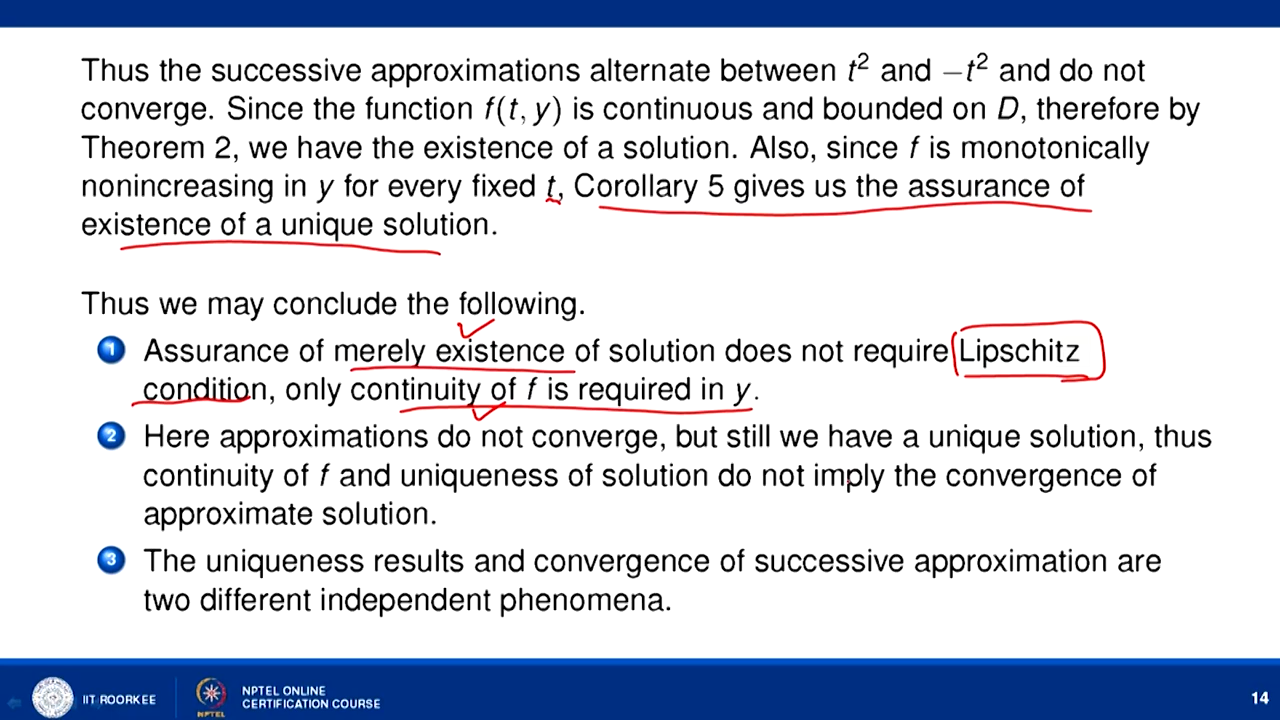 Thus the successive approximations alternate between t² and −t² and do not
converge. Since the function f(t, y) is continuous and bounded on D, therefore by
Theorem 2, we have the existence of a solution. Also, since f is monotonically
nonincreasing in y for every fixed t, Corollary 5 gives us the assurance of
existence of a unique solution.
Thus we may conclude the following.
1 Assurance of merely existence of solution does not require Lipschitz
condition, only continuity of f is required in y.
2 Here approximations do not converge, but still we have a unique solution, thus
continuity of f and uniqueness of solution do not imply the convergence of
approximate solution.
3 The uniqueness results and convergence of successive approximation are
two different independent phenomena.
IIT ROORKEE
NPTEL
NPTEL ONLINE
CERTIFICATION COURSE
14